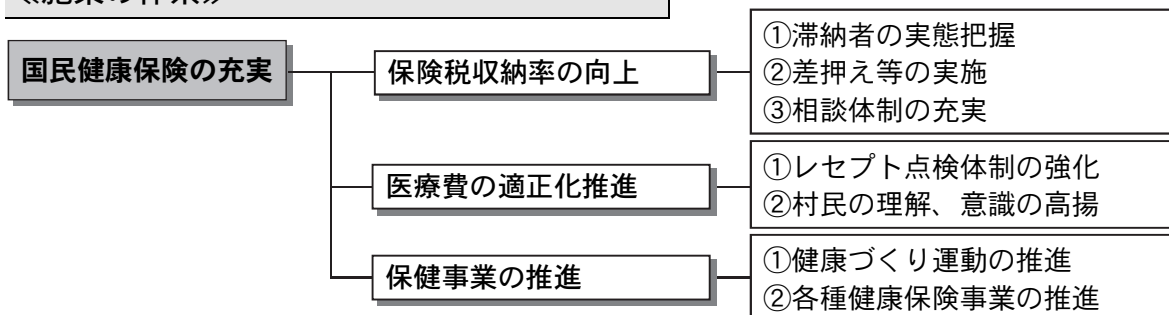 国民健康保険の充実
保険税収納率の向上
①滞納者の実態把握
②差押え等の実施
③相談体制の充実
医療費の適正化推進
①レセプト点検体制の強化
②村民の理解、意識の高揚
保健事業の推進
①健康づくり運動の推進
②各種健康保険事業の推進